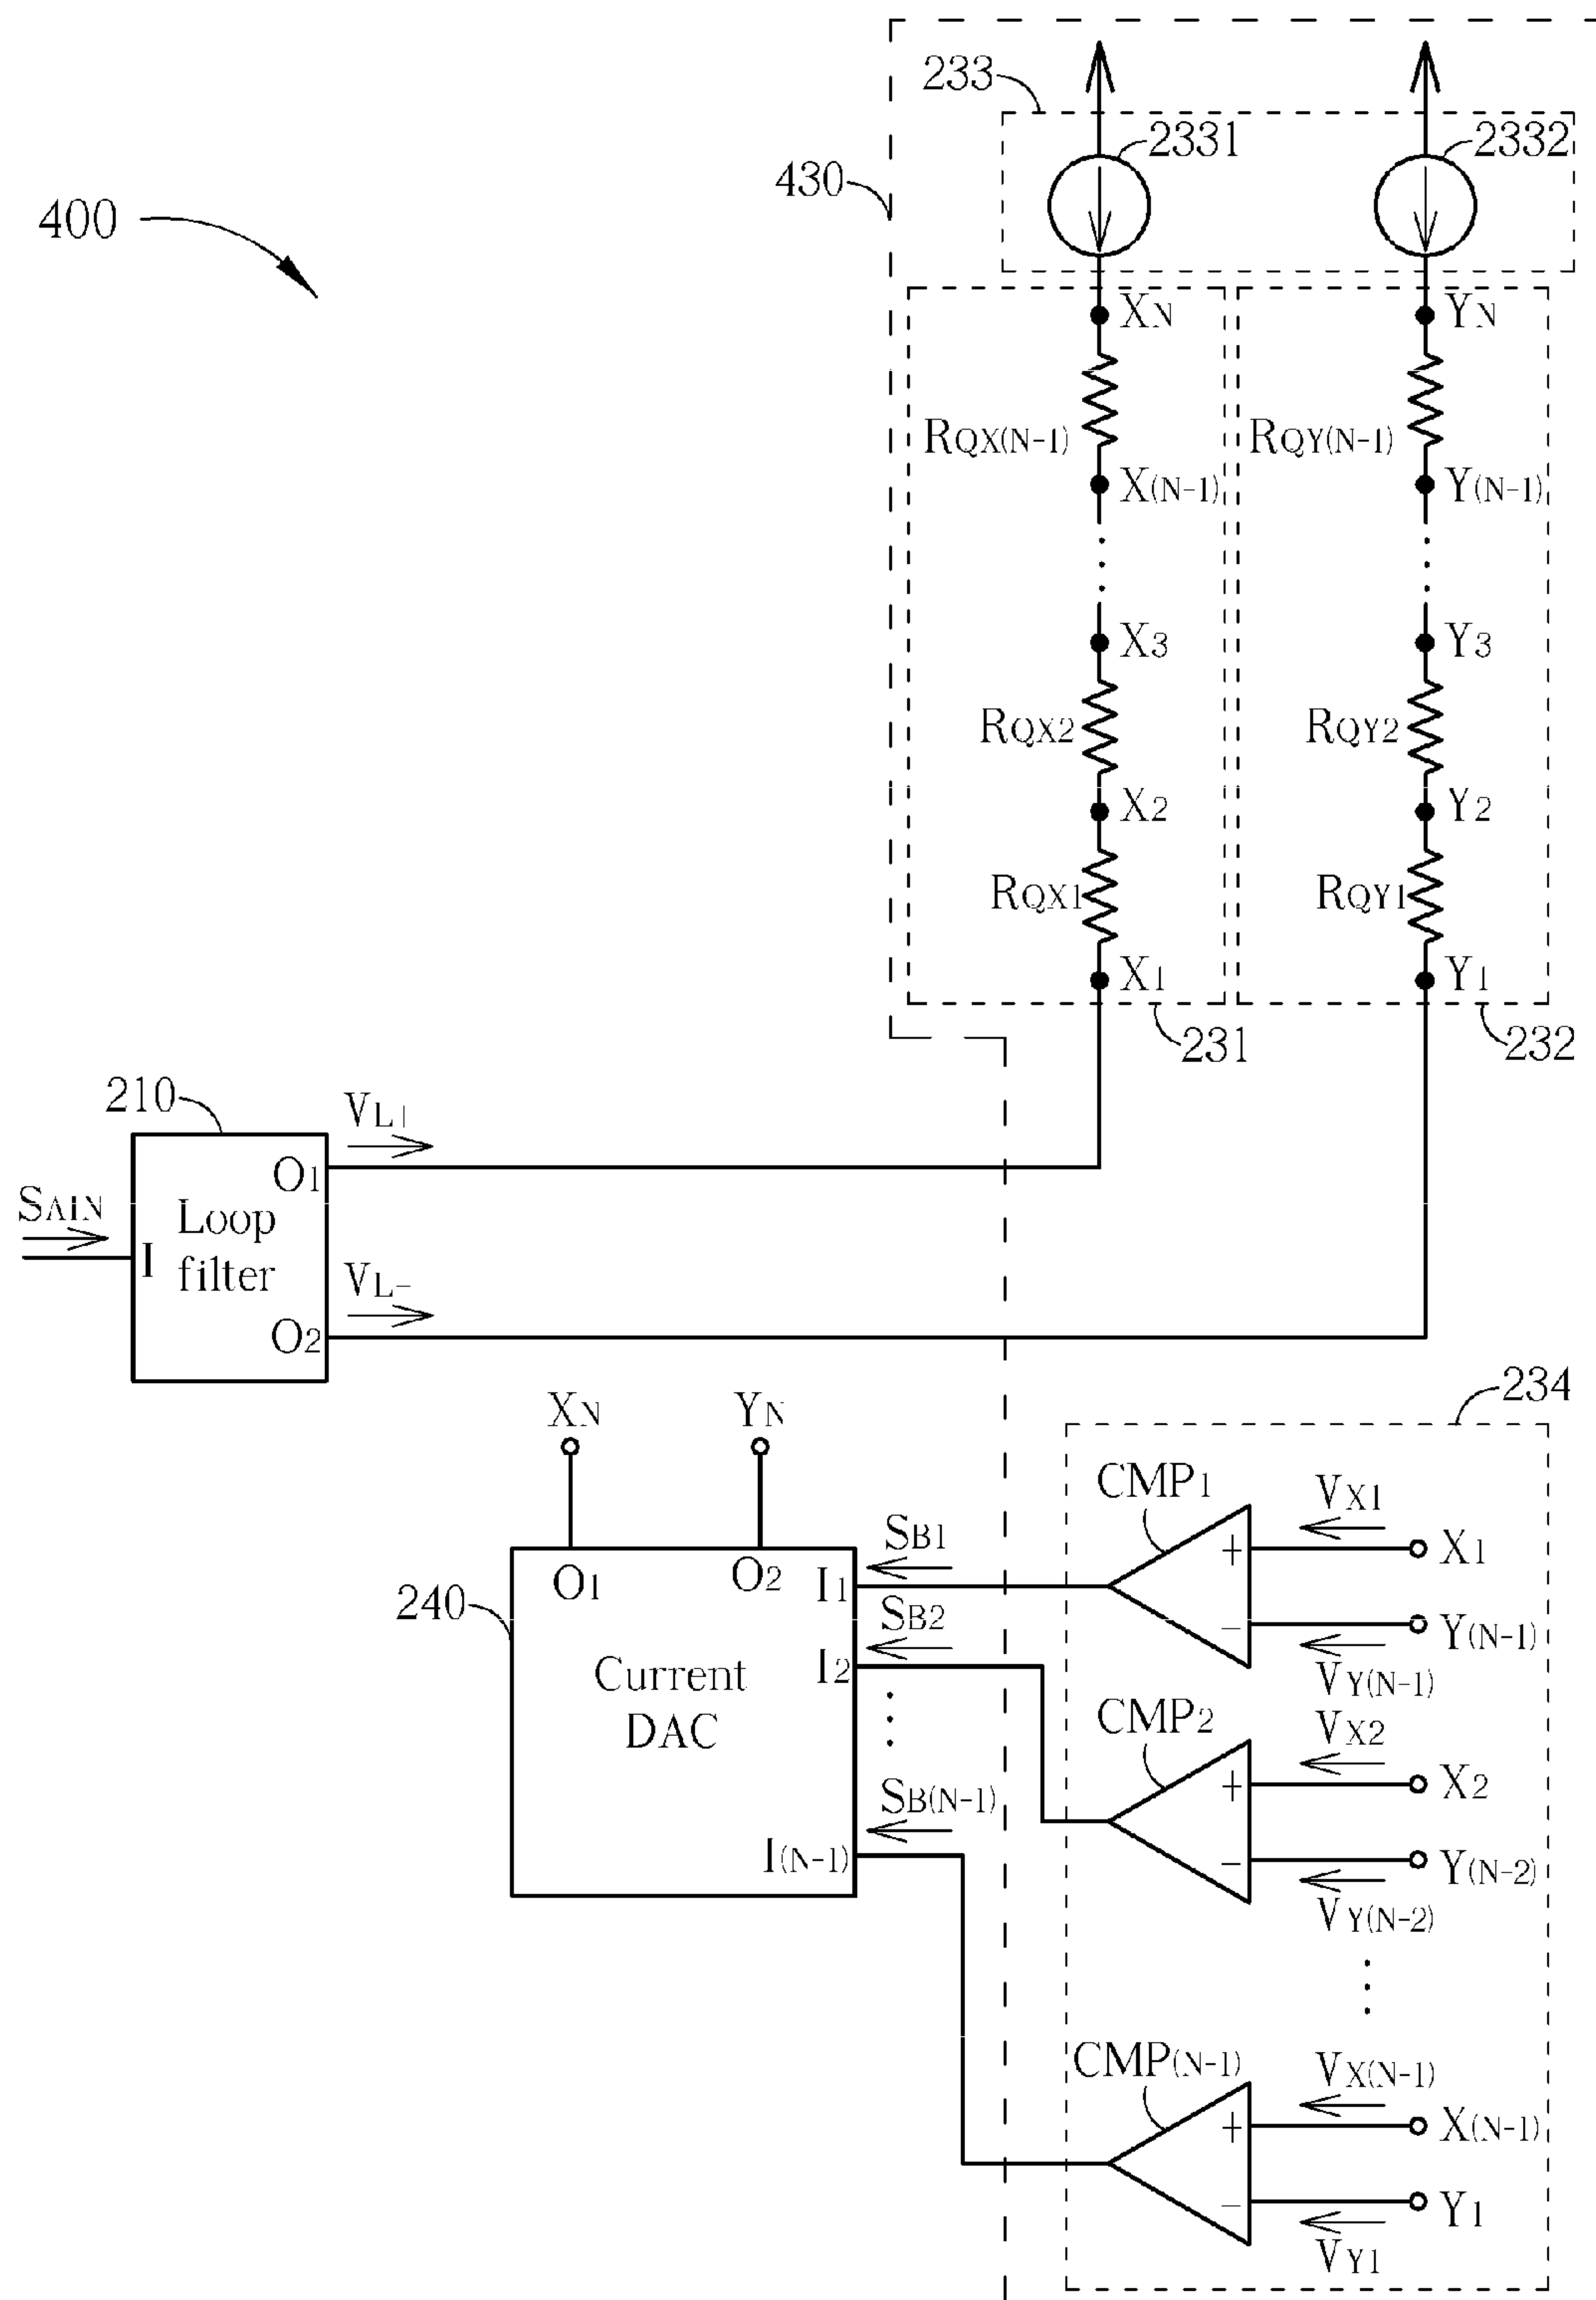 400
430
233
2331
2332
XN
YN
RQX(N-1)
RQY(N-1)
X(N-1)
Y(N-1)
X3
Y3
RQX2
RQY2
X2
Y2
RQX1
RQY1
X1
Y1
231
232
210
VL+
O1
SAIN
I
Loop
filter
VL-
O2
XN
YN
234
240
O1
O2
I1
SB1
CMP1
VX1
+
X1
-
Y(N-1)
VY(N-1)
Current
DAC
I2
SB2
CMP2
VX2
+
X2
-
Y(N-2)
VY(N-2)
SB(N-1)
I(N-1)
CMP(N-1)
VX(N-1)
+
X(N-1)
-
Y1
VY1